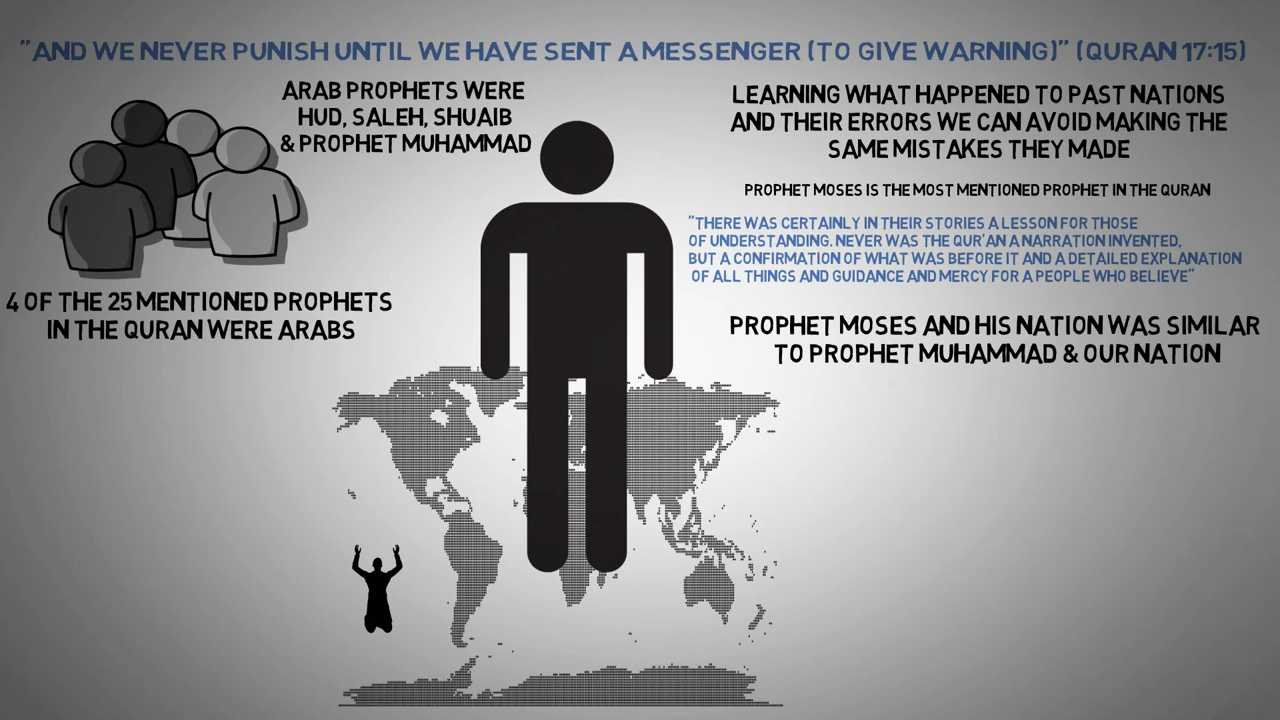 "AND WE NEVER PUNISH UNTIL WE HAVE SENT A MESSENGER (TO GIVE WARNING)" (QURAN 17:15)
ARAB PROPHETS WERE
HUD, SALEH, SHUAIB
& PROPHET MUHAMMAD
4 OF THE 25 MENTIONED PROPHETS
IN THE QURAN WERE ARABS
LEARNING WHAT HAPPENED TO PAST NATIONS
AND THEIR ERRORS WE CAN AVOID MAKING THE
SAME MISTAKES THEY MADE
PROPHET MOSES IS THE MOST MENTIONED PROPHET IN THE QURAN
"THERE WAS CERTAINLY IN THEIR STORIES A LESSON FOR THOSE
OF UNDERSTANDING. NEVER WAS THE QUR'AN A NARRATION INVENTED,
BUT A CONFIRMATION OF WHAT WAS BEFORE IT AND A DETAILED EXPLANATION
OF ALL THINGS AND GUIDANCE AND MERCY FOR A PEOPLE WHO BELIEVE"
PROPHET MOSES AND HIS NATION WAS SIMILAR
TO PROPHET MUHAMMAD & OUR NATION